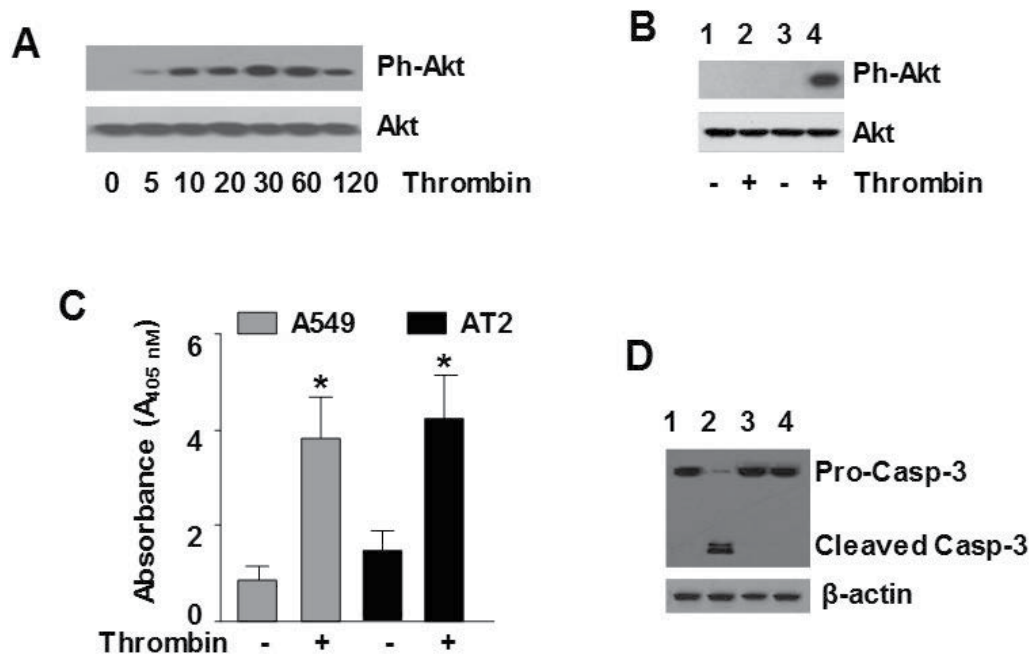 A
Ph-Akt
Akt
0 5 10 20 30 60 120 Thrombin
B
1 2 3 4
Ph-Akt
Akt
- + - + Thrombin
C
A549 AT2
Absorbance (A405 nM)
6
4
2
0
Thrombin - + - +
* *
D
1 2 3 4
Pro-Casp-3
Cleaved Casp-3
β-actin